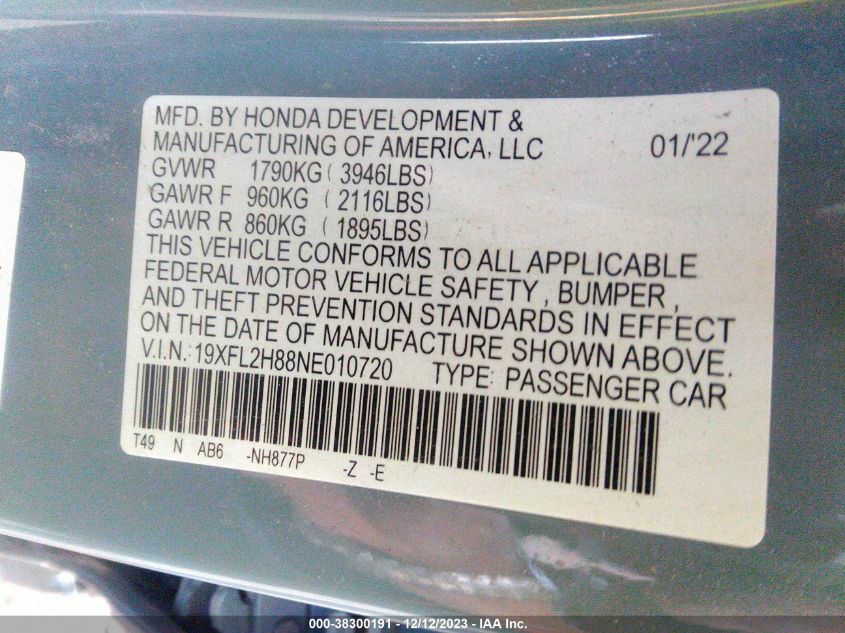 MFD. BY HONDA DEVELOPMENT &
MANUFACTURING OF AMERICA, LLC 01/'22
GVWR 1790KG ( 3946LBS)
GAWR F 960KG ( 2116LBS)
GAWR R 860KG ( 1895LBS)
THIS VEHICLE CONFORMS TO ALL APPLICABLE
FEDERAL MOTOR VEHICLE SAFETY , BUMPER ,
AND THEFT PREVENTION STANDARDS IN EFFECT
ON THE DATE OF MANUFACTURE SHOWN ABOVE.
V.I.N.: 19XFL2H88NE010720 TYPE: PASSENGER CAR
T49 N AB6 -NH877P -Z -E
000-38300191 - 12/12/2023 - IAA Inc.